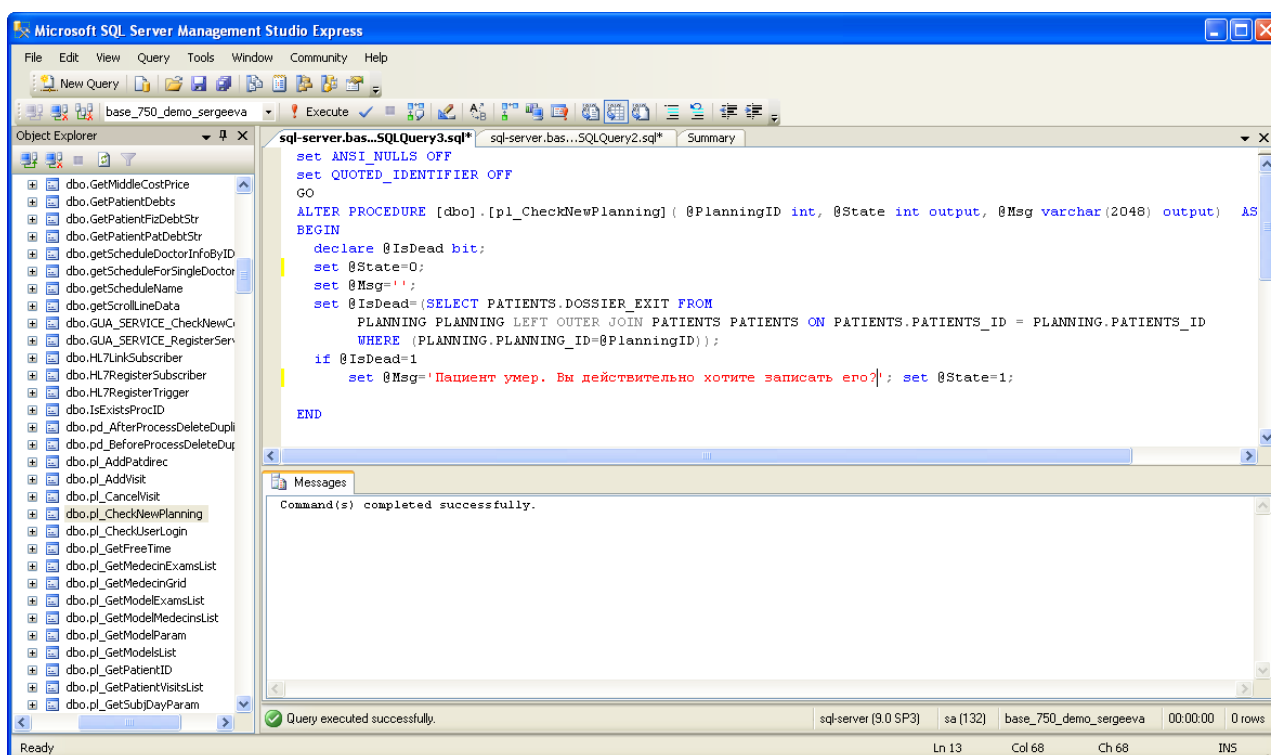 Microsoft SQL Server Management Studio Express
File Edit View Query Tools Window Community Help
New Query
base_750_demo_sergeeva Execute
Object Explorer
sql-server.bas...SQLQuery3.sql* sql-server.bas...SQLQuery2.sql* Summary
dbo.GetMiddleCostPrice
dbo.GetPatientDebts
dbo.GetPatientFizDebtStr
dbo.GetPatientPatDebtStr
dbo.getScheduleDoctorInfoByID
dbo.getScheduleForSingleDoctor
dbo.getScheduleName
dbo.getScrollLineData
dbo.GUA_SERVICE_CheckNewC
dbo.GUA_SERVICE_RegisterServ
dbo.HL7LinkSubscriber
dbo.HL7RegisterSubscriber
dbo.HL7RegisterTrigger
dbo.IsExistsProcID
dbo.pd_AfterProcessDeleteDupli
dbo.pd_BeforeProcessDeleteDup
dbo.pl_AddPatdirec
dbo.pl_AddVisit
dbo.pl_CancelVisit
dbo.pl_CheckNewPlanning
dbo.pl_CheckUserLogin
dbo.pl_GetFreeTime
dbo.pl_GetMedecinExamsList
dbo.pl_GetMedecinGrid
dbo.pl_GetModelExamsList
dbo.pl_GetModelMedecinsList
dbo.pl_GetModelParam
dbo.pl_GetModelsList
dbo.pl_GetPatientID
dbo.pl_GetPatientVisitsList
dbo.pl_GetSubjDayParam
set ANSI_NULLS OFF
set QUOTED_IDENTIFIER OFF
GO
ALTER PROCEDURE [dbo].[pl_CheckNewPlanning]( @PlanningID int, @State int output, @Msg varchar(2048) output) AS
BEGIN
declare @IsDead bit;
set @State=0;
set @Msg='';
set @IsDead=(SELECT PATIENTS.DOSSIER_EXIT FROM
PLANNING PLANNING LEFT OUTER JOIN PATIENTS PATIENTS ON PATIENTS.PATIENTS_ID = PLANNING.PATIENTS_ID
WHERE (PLANNING.PLANNING_ID=@PlanningID));
if @IsDead=1
set @Msg='Пациент умер. Вы действительно хотите записать его?'; set @State=1;
END
Messages
Command(s) completed successfully.
Query executed successfully. sql-server (9.0 SP3) sa (132) base_750_demo_sergeeva 00:00:00 0 rows
Ready Ln 13 Col 68 Ch 68 INS